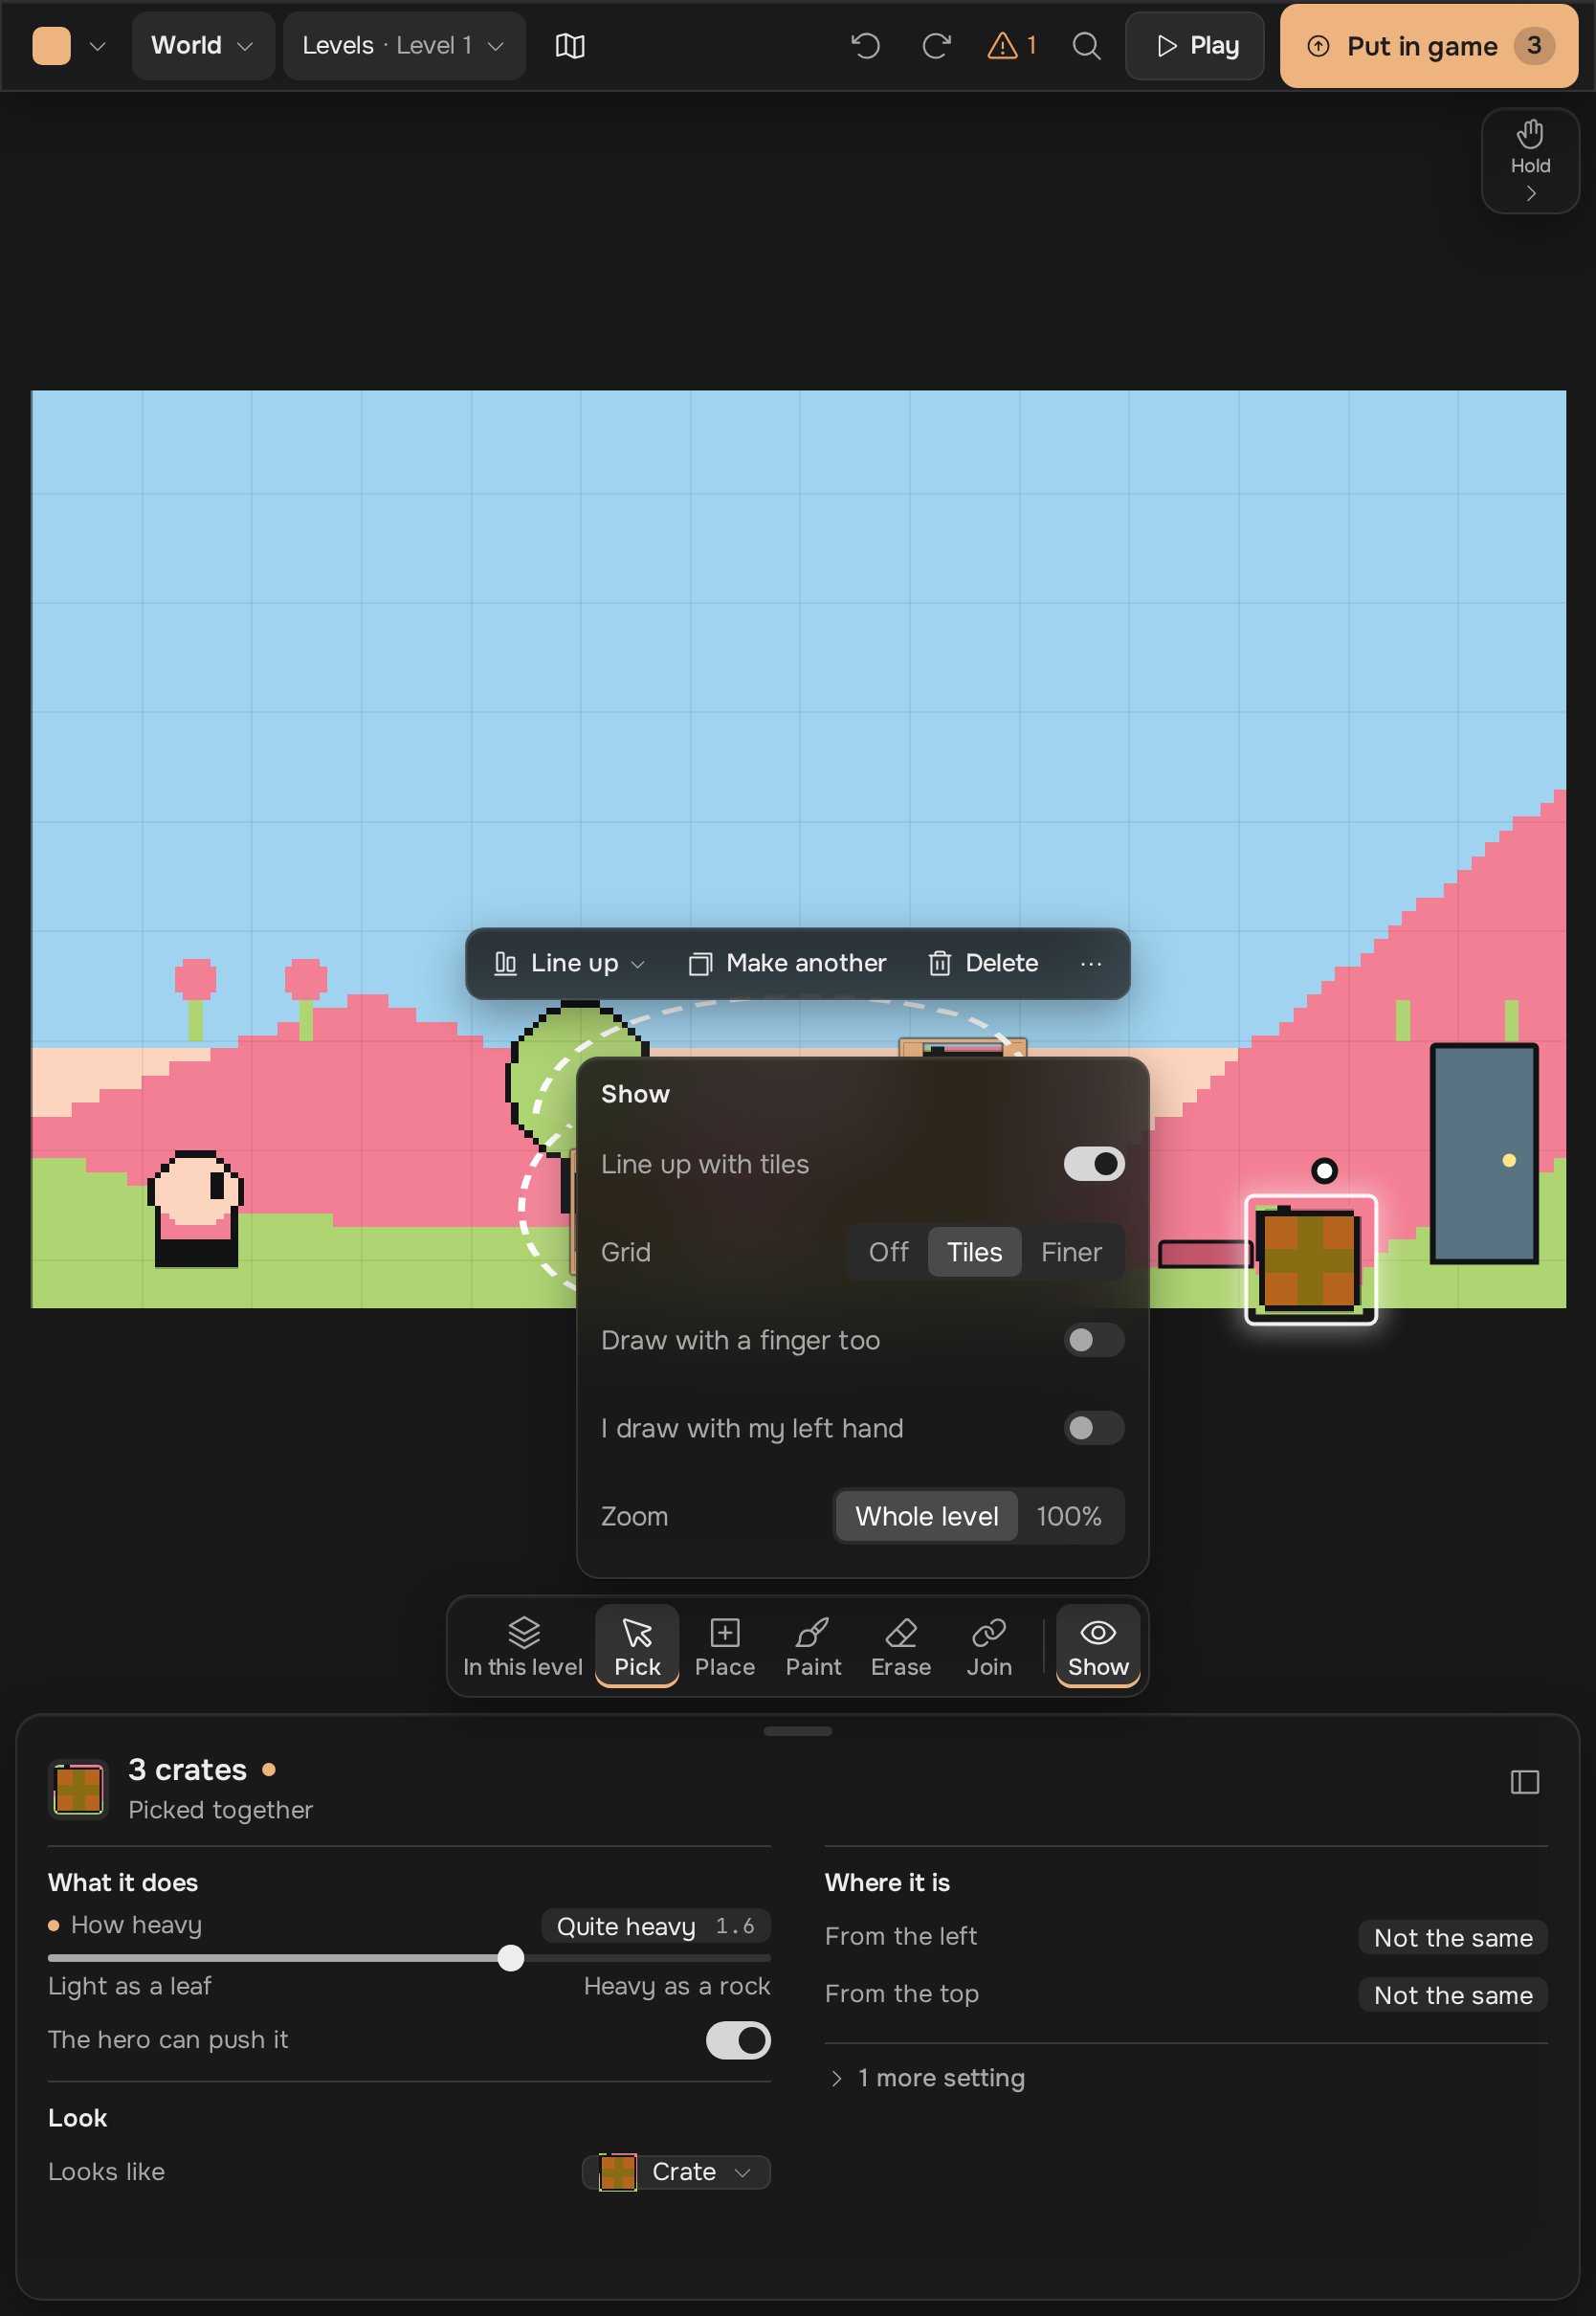 World
Levels · Level 1
1
Play
Put in game 3
Hold
Line up
Make another
Delete
Show
Line up with tiles
Grid
Off
Tiles
Finer
Draw with a finger too
I draw with my left hand
Zoom
Whole level
100%
In this level
Pick
Place
Paint
Erase
Join
Show
3 crates
Picked together
What it does
How heavy
Quite heavy 1.6
Light as a leaf
Heavy as a rock
The hero can push it
Look
Looks like
Crate
Where it is
From the left
Not the same
From the top
Not the same
1 more setting